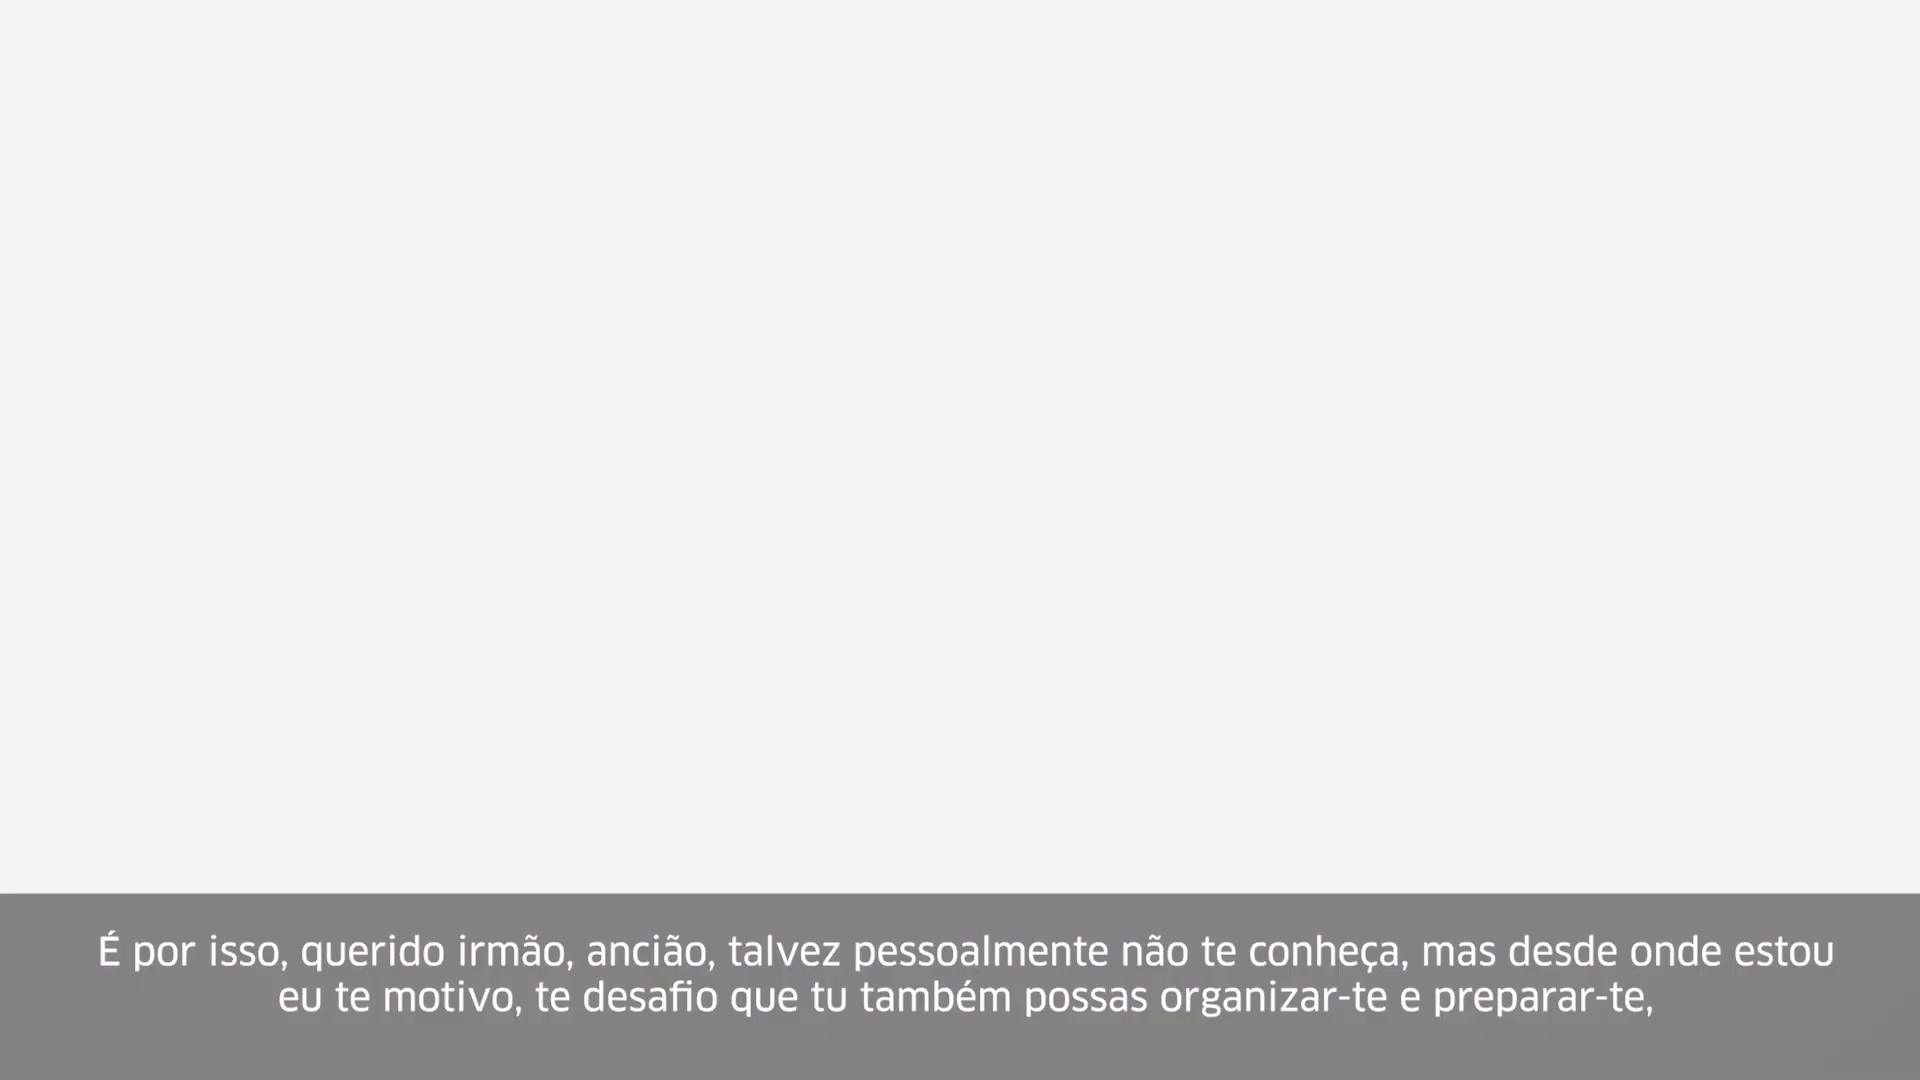 É por isso, querido irmão, ancião, talvez pessoalmente não te conheça, mas desde onde estou
eu te motivo, te desafio que tu também possas organizar-te e preparar-te,